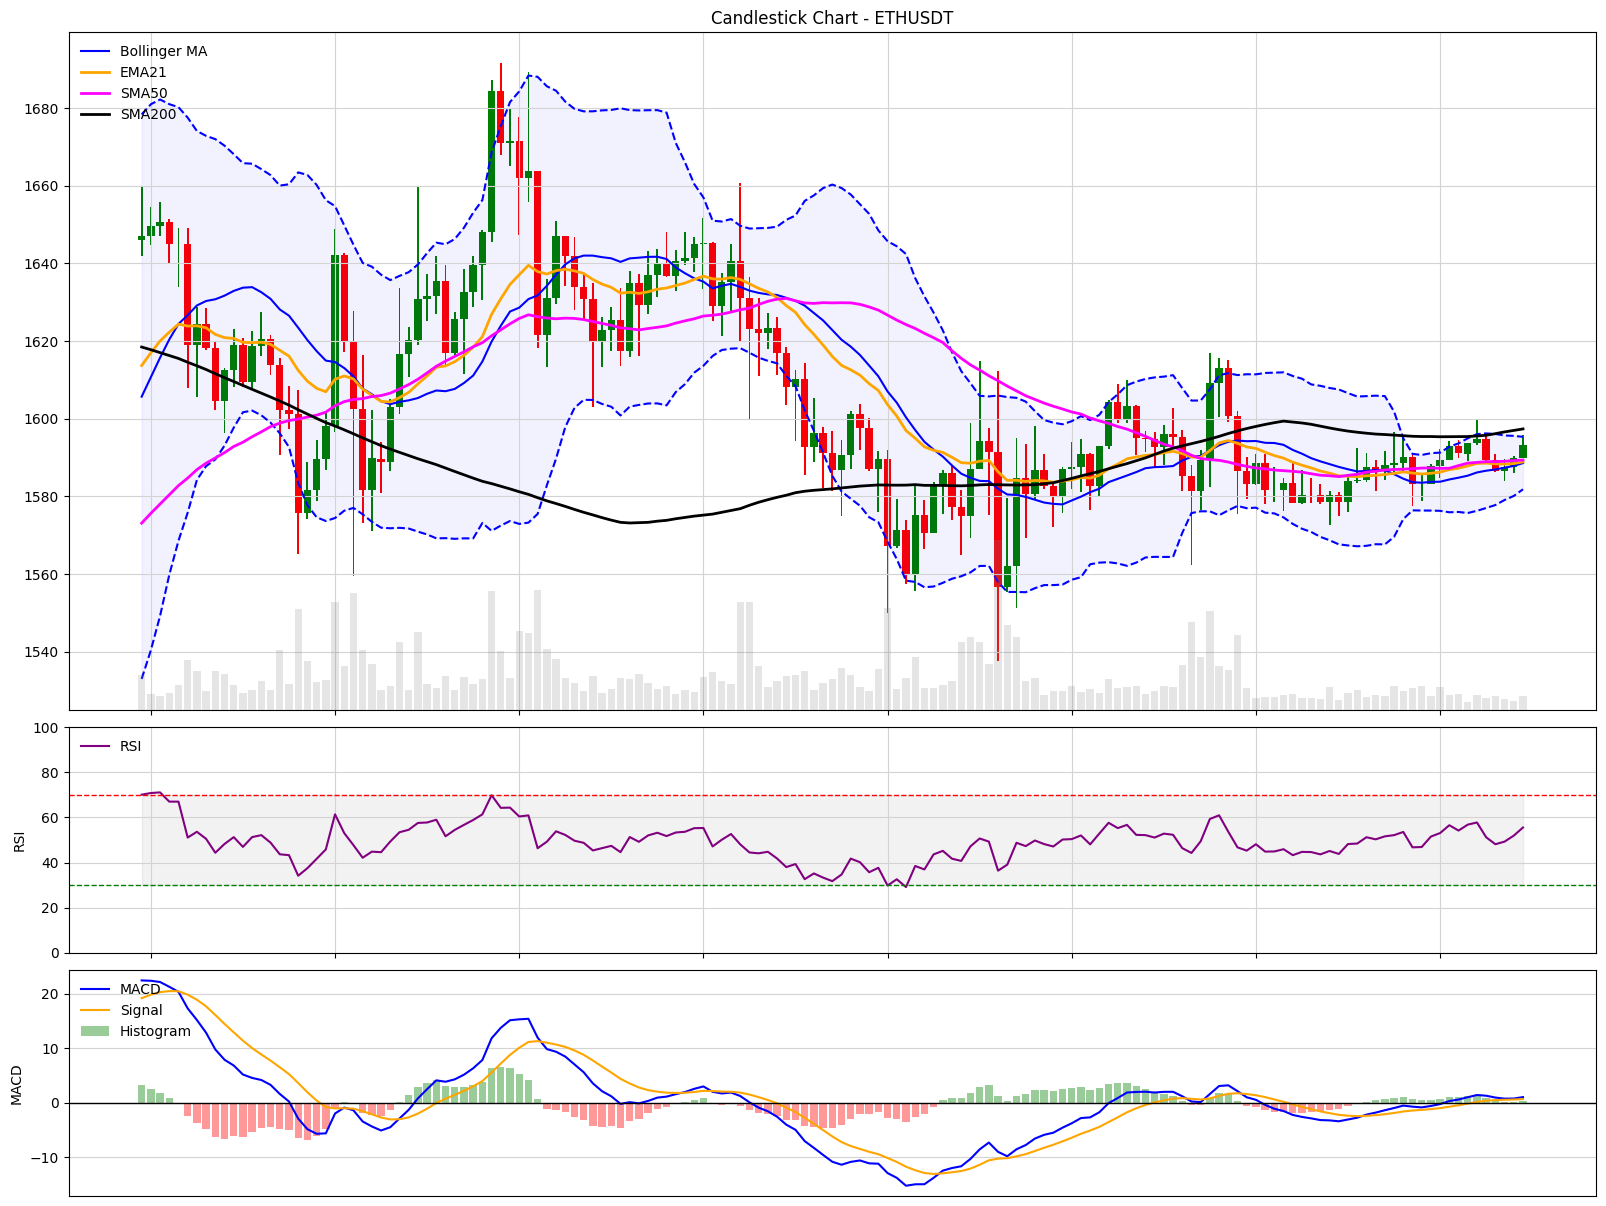 Candlestick Chart - ETHUSDT
Bollinger MA
EMA21
SMA50
SMA200
1680
1660
1640
1620
1600
1580
1560
1540
RSI
100
80
60
40
20
0
RSI
MACD
Signal
Histogram
20
10
0
−10
MACD